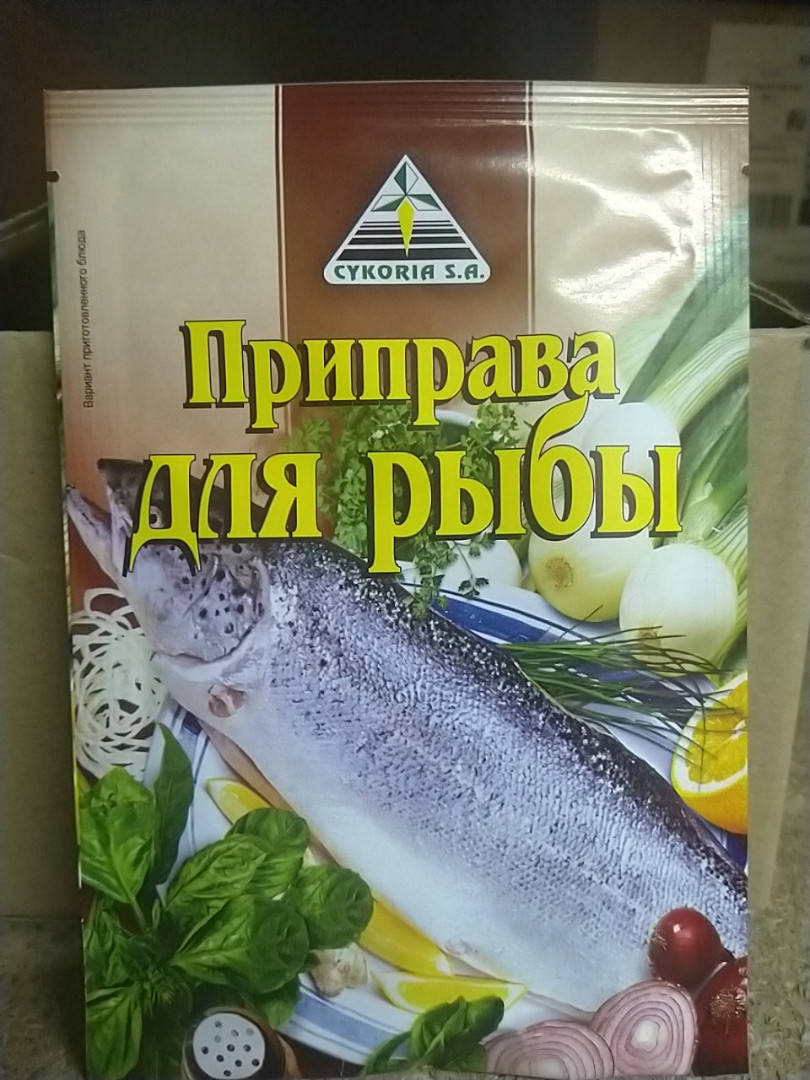 CYKORIA S.A.
Вариант приготовленного блюда
Приправа
для рыбы